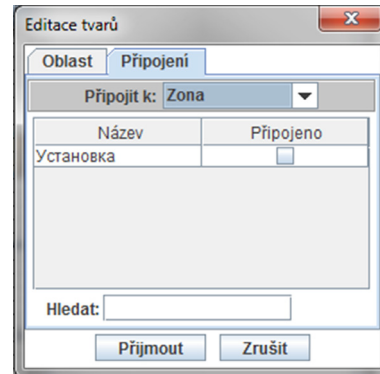 Editace tvarů
Oblast Připojení
Připojit k: Zona
Název Připojeno
Установка
Hledat:
Přijmout Zrušit